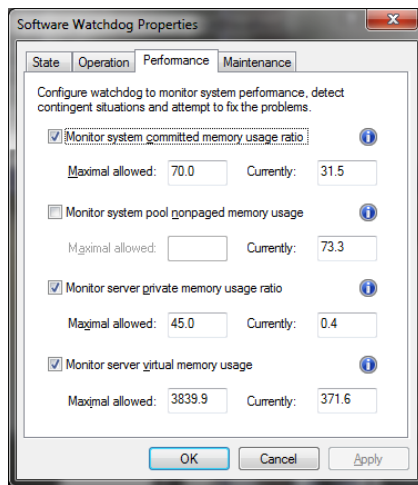 Software Watchdog Properties
State Operation Performance Maintenance
Configure watchdog to monitor system performance, detect
contingent situations and attempt to fix the problems.
Monitor system committed memory usage ratio
Maximal allowed: 70.0 Currently: 31.5
Monitor system pool nonpaged memory usage
Maximal allowed: Currently: 73.3
Monitor server private memory usage ratio
Maximal allowed: 45.0 Currently: 0.4
Monitor server virtual memory usage
Maximal allowed: 3839.9 Currently: 371.6
OK Cancel Apply